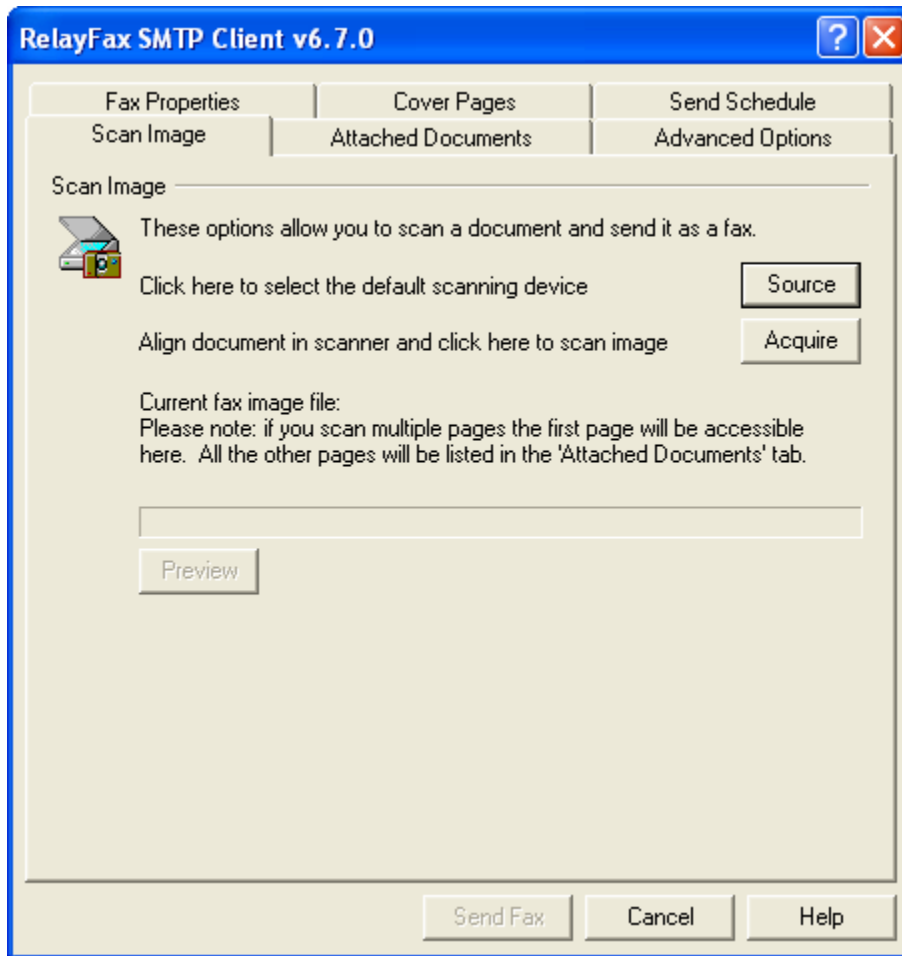 RelayFax SMTP Client v6.7.0
Fax Properties
Cover Pages
Send Schedule
Scan Image
Attached Documents
Advanced Options
Scan Image
These options allow you to scan a document and send it as a fax.
Click here to select the default scanning device
Source
Align document in scanner and click here to scan image
Acquire
Current fax image file:
Please note: if you scan multiple pages the first page will be accessible
here.  All the other pages will be listed in the 'Attached Documents' tab.
Preview
Send Fax
Cancel
Help